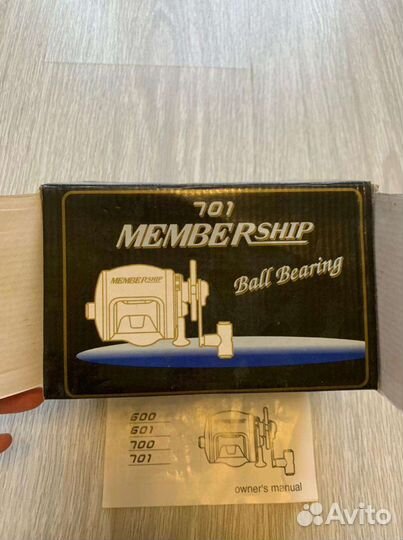 701
MEMBERSHIP
Ball Bearing
MEMBERSHIP
600
601
700
701
owner's manual
Avito